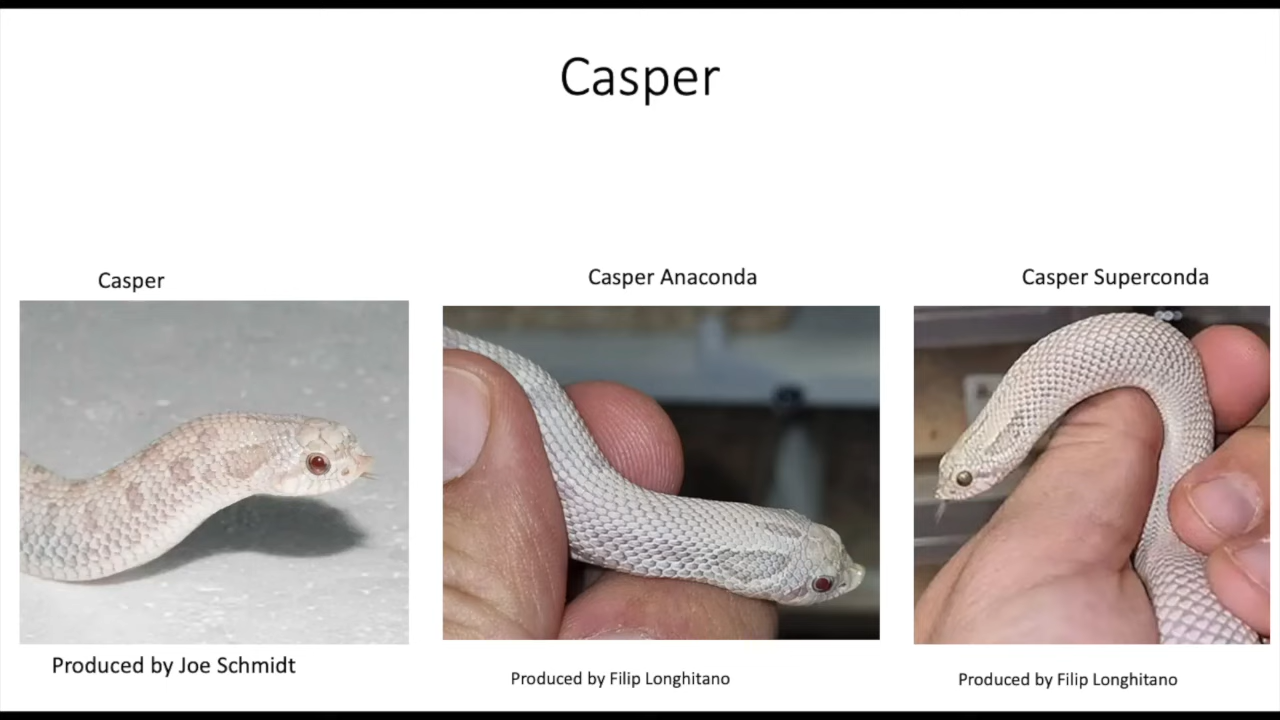 Casper
Casper
Casper Anaconda
Casper Superconda
Produced by Joe Schmidt
Produced by Filip Longhitano
Produced by Filip Longhitano